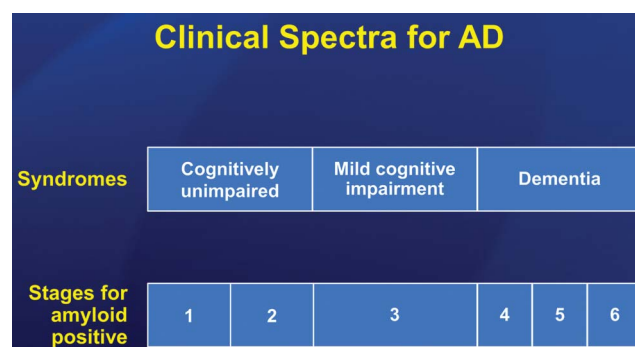 Clinical Spectra for AD
Syndromes
Cognitively
unimpaired
Mild cognitive
impairment
Dementia
Stages for
amyloid
positive
1
2
3
4
5
6